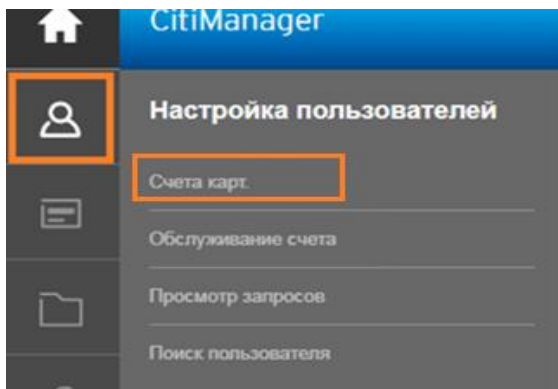 CitiManager
Настройка пользователей
Счета карт.
Обслуживание счета
Просмотр запросов
Поиск пользователя